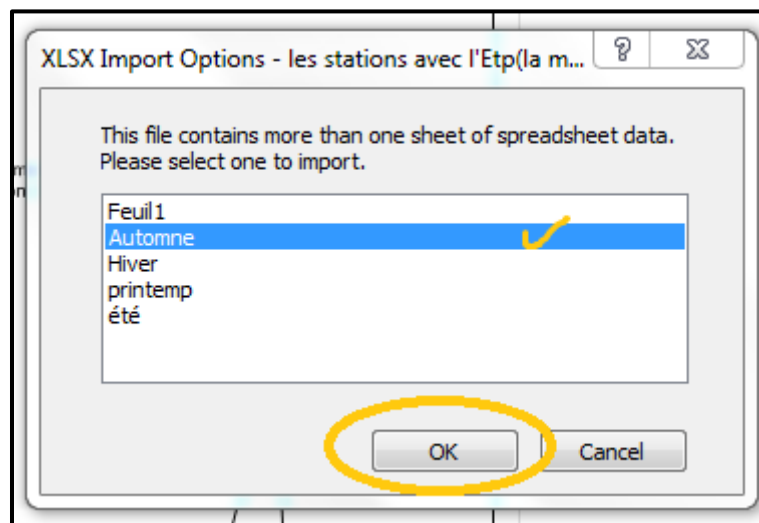 XLSX Import Options - les stations avec l'Etp(la m...
This file contains more than one sheet of spreadsheet data.
Please select one to import.
Feuil1
Automne
Hiver
printemp
été
OK Cancel